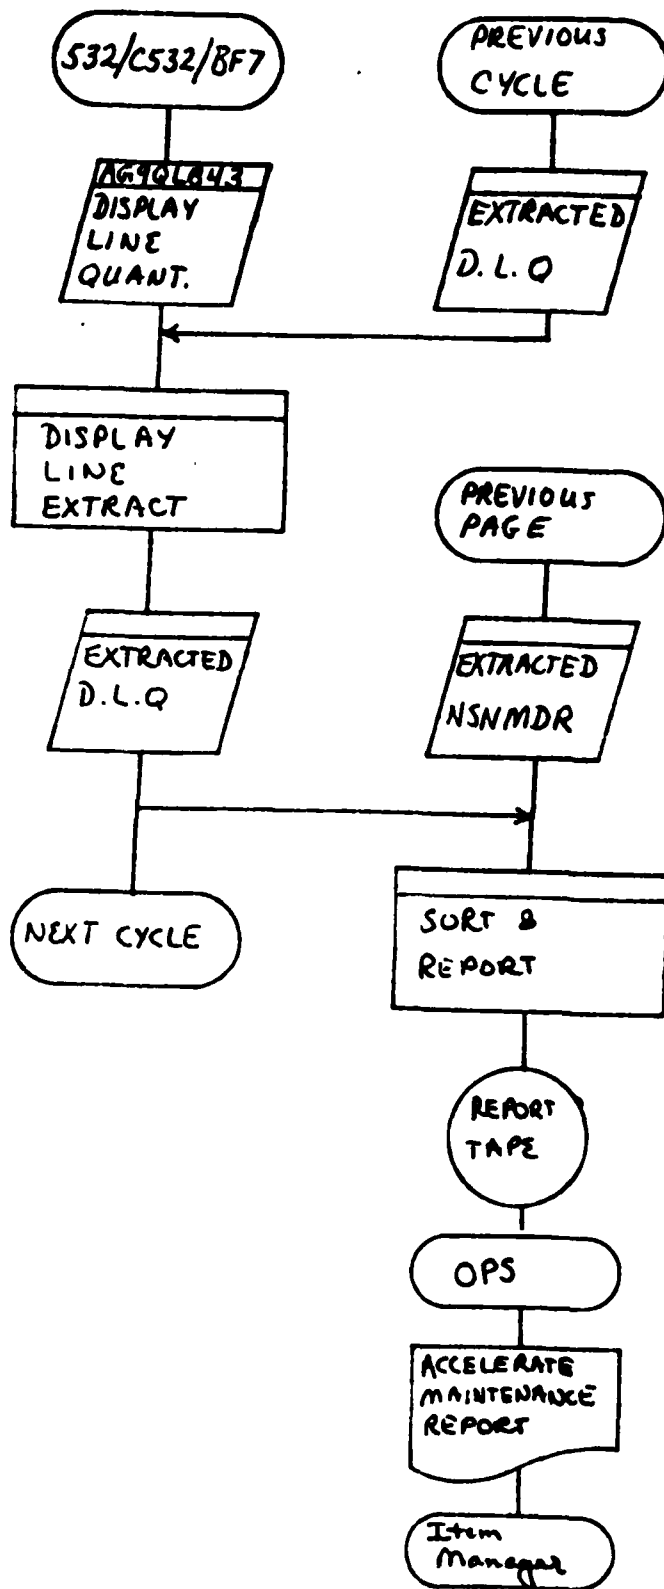 532/C532/BF7
PREVIOUS
CYCLE
AG9QLB43
DISPLAY
LINE
QUANT.
EXTRACTED
D.L.Q
DISPLAY
LINE
EXTRACT
PREVIOUS
PAGE
EXTRACTED
D.L.Q
EXTRACTED
NSNMDR
NEXT CYCLE
SORT &
REPORT
REPORT
TAPE
OPS
ACCELERATE
MAINTENANCE
REPORT
Item
Manager